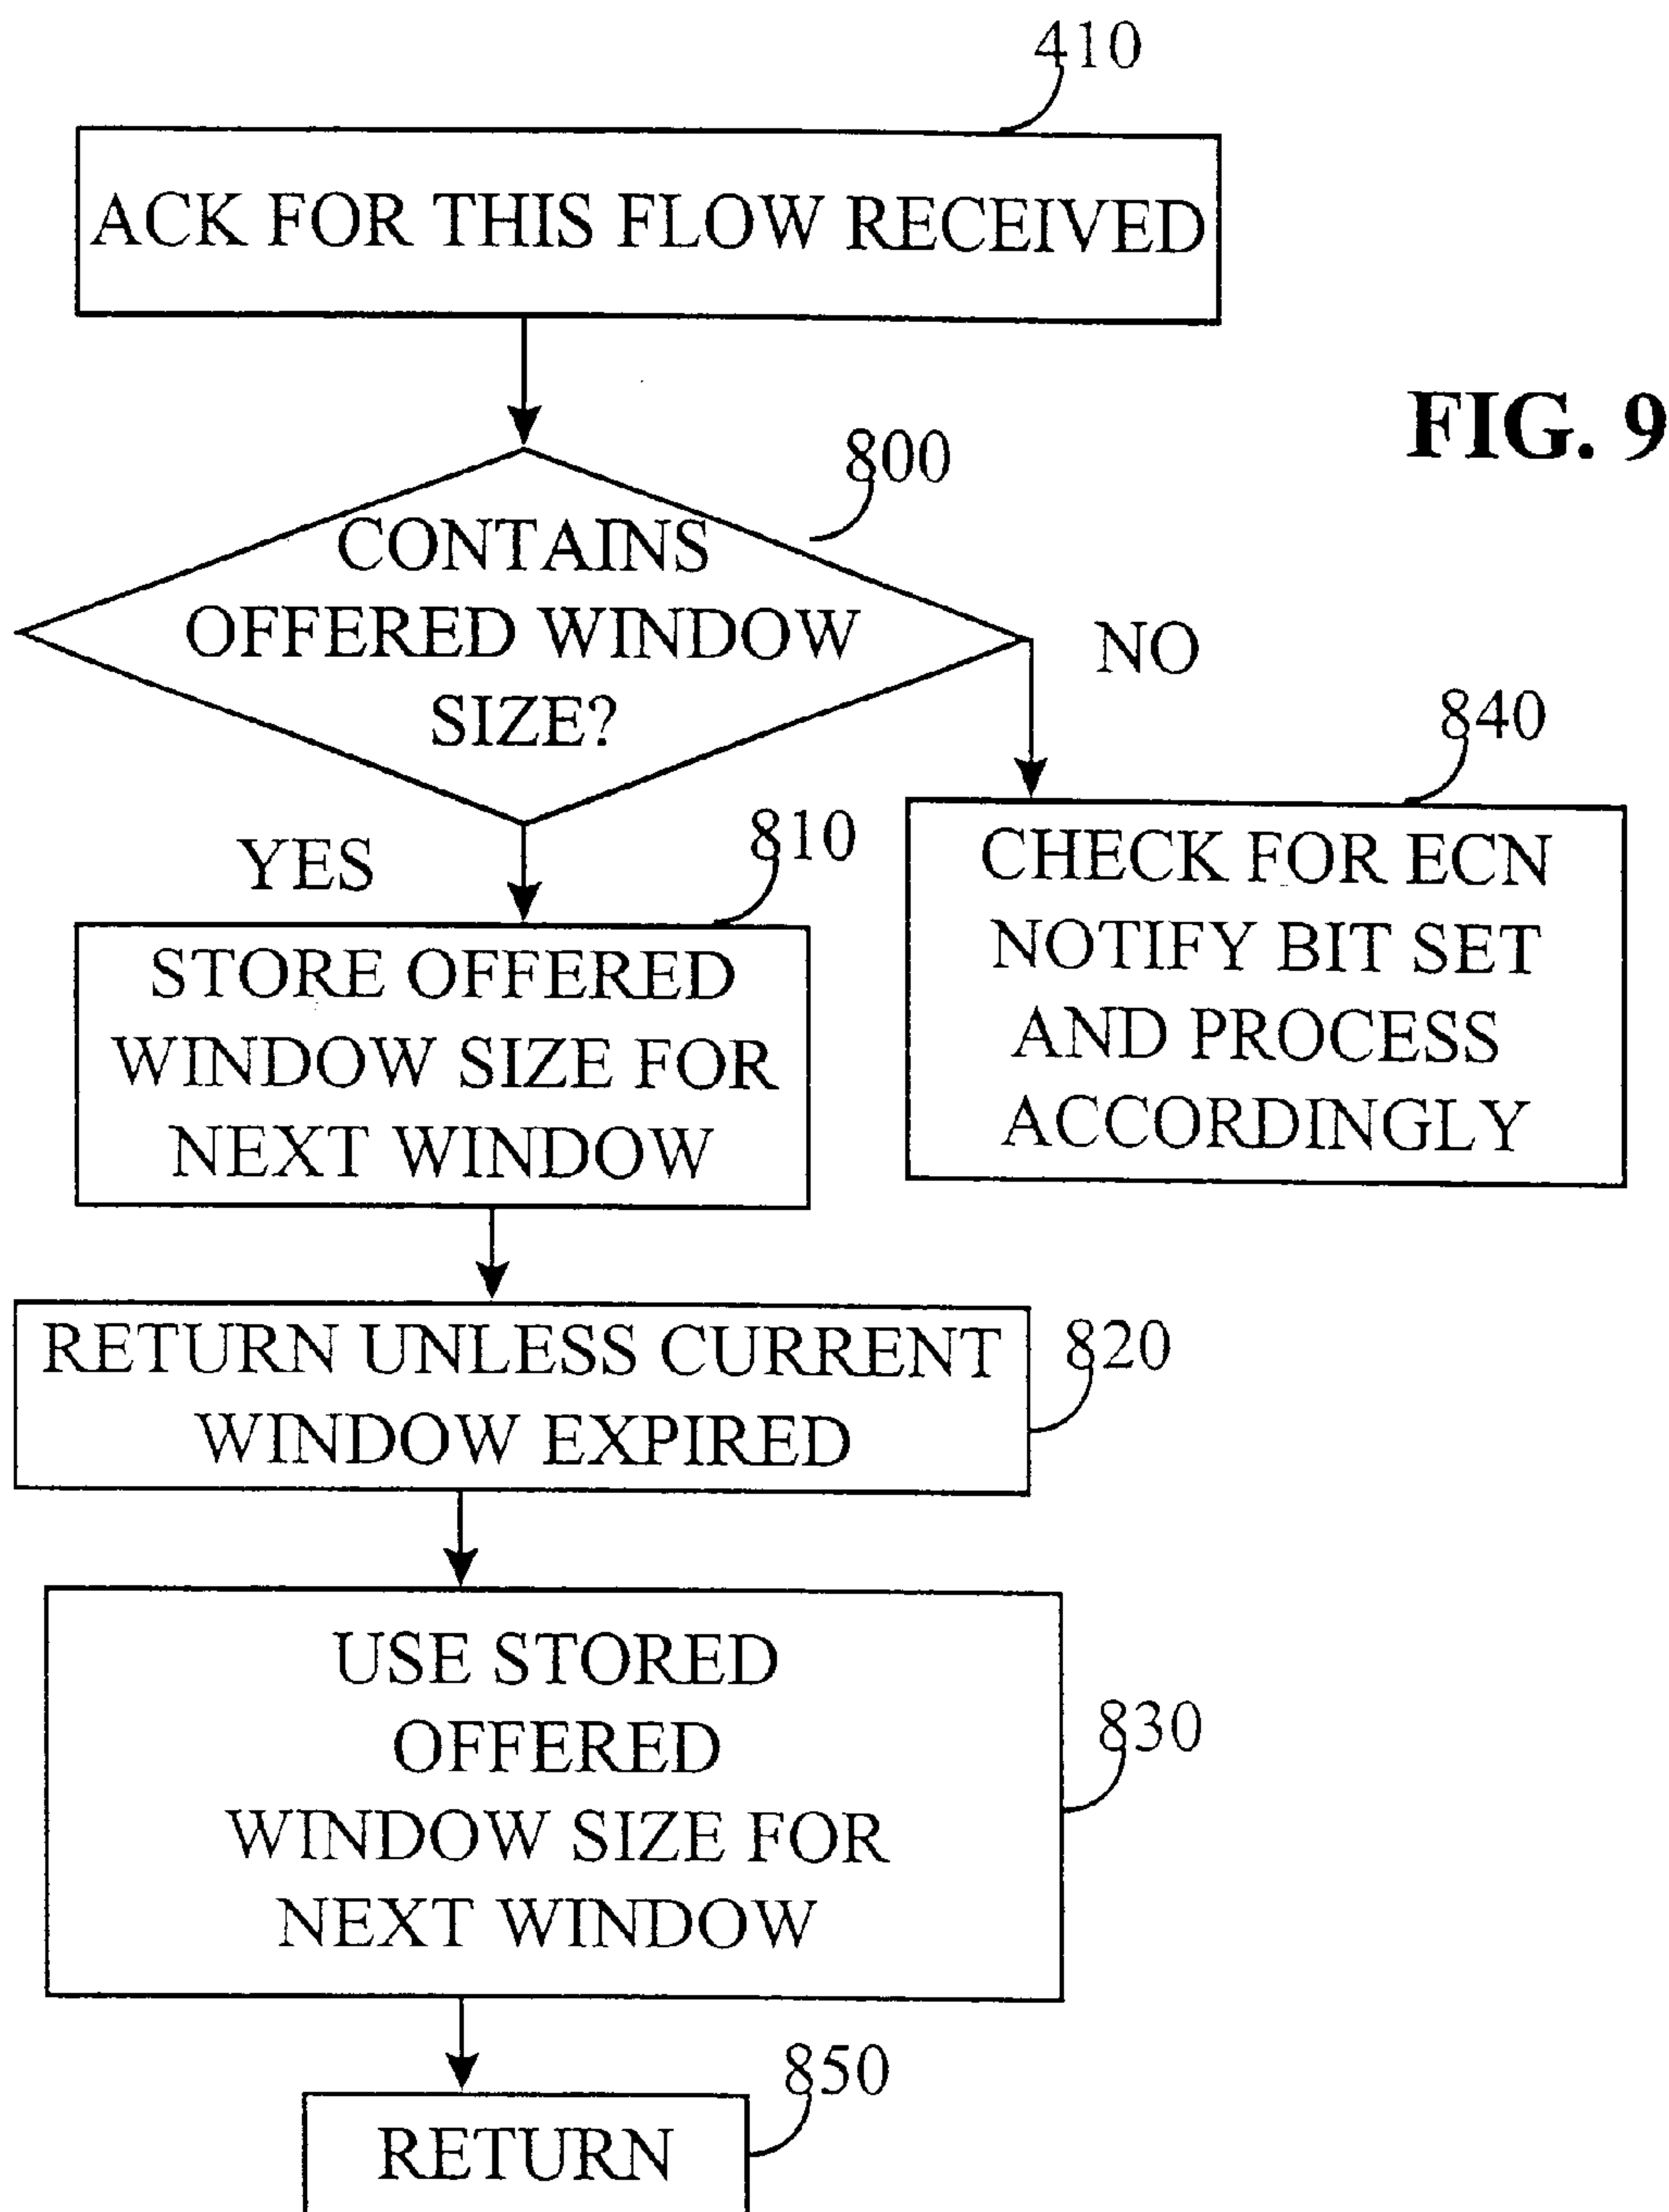 410
ACK FOR THIS FLOW RECEIVED
FIG. 9
800
CONTAINS
OFFERED WINDOW
SIZE?
NO
840
YES
810
CHECK FOR ECN
NOTIFY BIT SET
AND PROCESS
ACCORDINGLY
STORE OFFERED
WINDOW SIZE FOR
NEXT WINDOW
RETURN UNLESS CURRENT
WINDOW EXPIRED
820
USE STORED
OFFERED
WINDOW SIZE FOR
NEXT WINDOW
830
850
RETURN